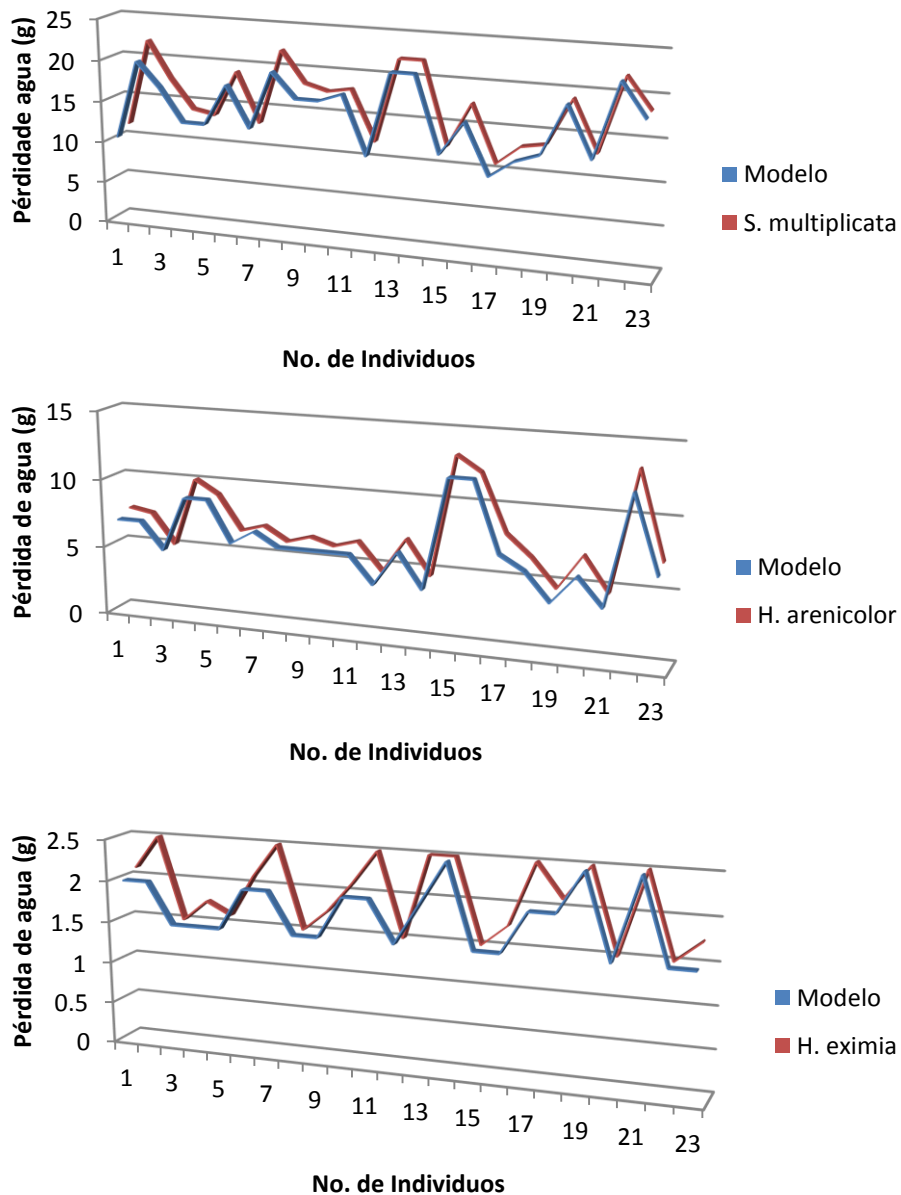 Pérdidade agua (g)
25
20
15
10
5
0
1 3 5 7 9 11 13 15 17 19 21 23
No. de Individuos
Modelo
S. multiplicata
Pérdida de agua (g)
15
10
5
0
1 3 5 7 9 11 13 15 17 19 21 23
No. de Individuos
Modelo
H. arenicolor
Pérdida de agua (g)
2.5
2
1.5
1
0.5
0
1 3 5 7 9 11 13 15 17 19 21 23
No. de Individuos
Modelo
H. eximia